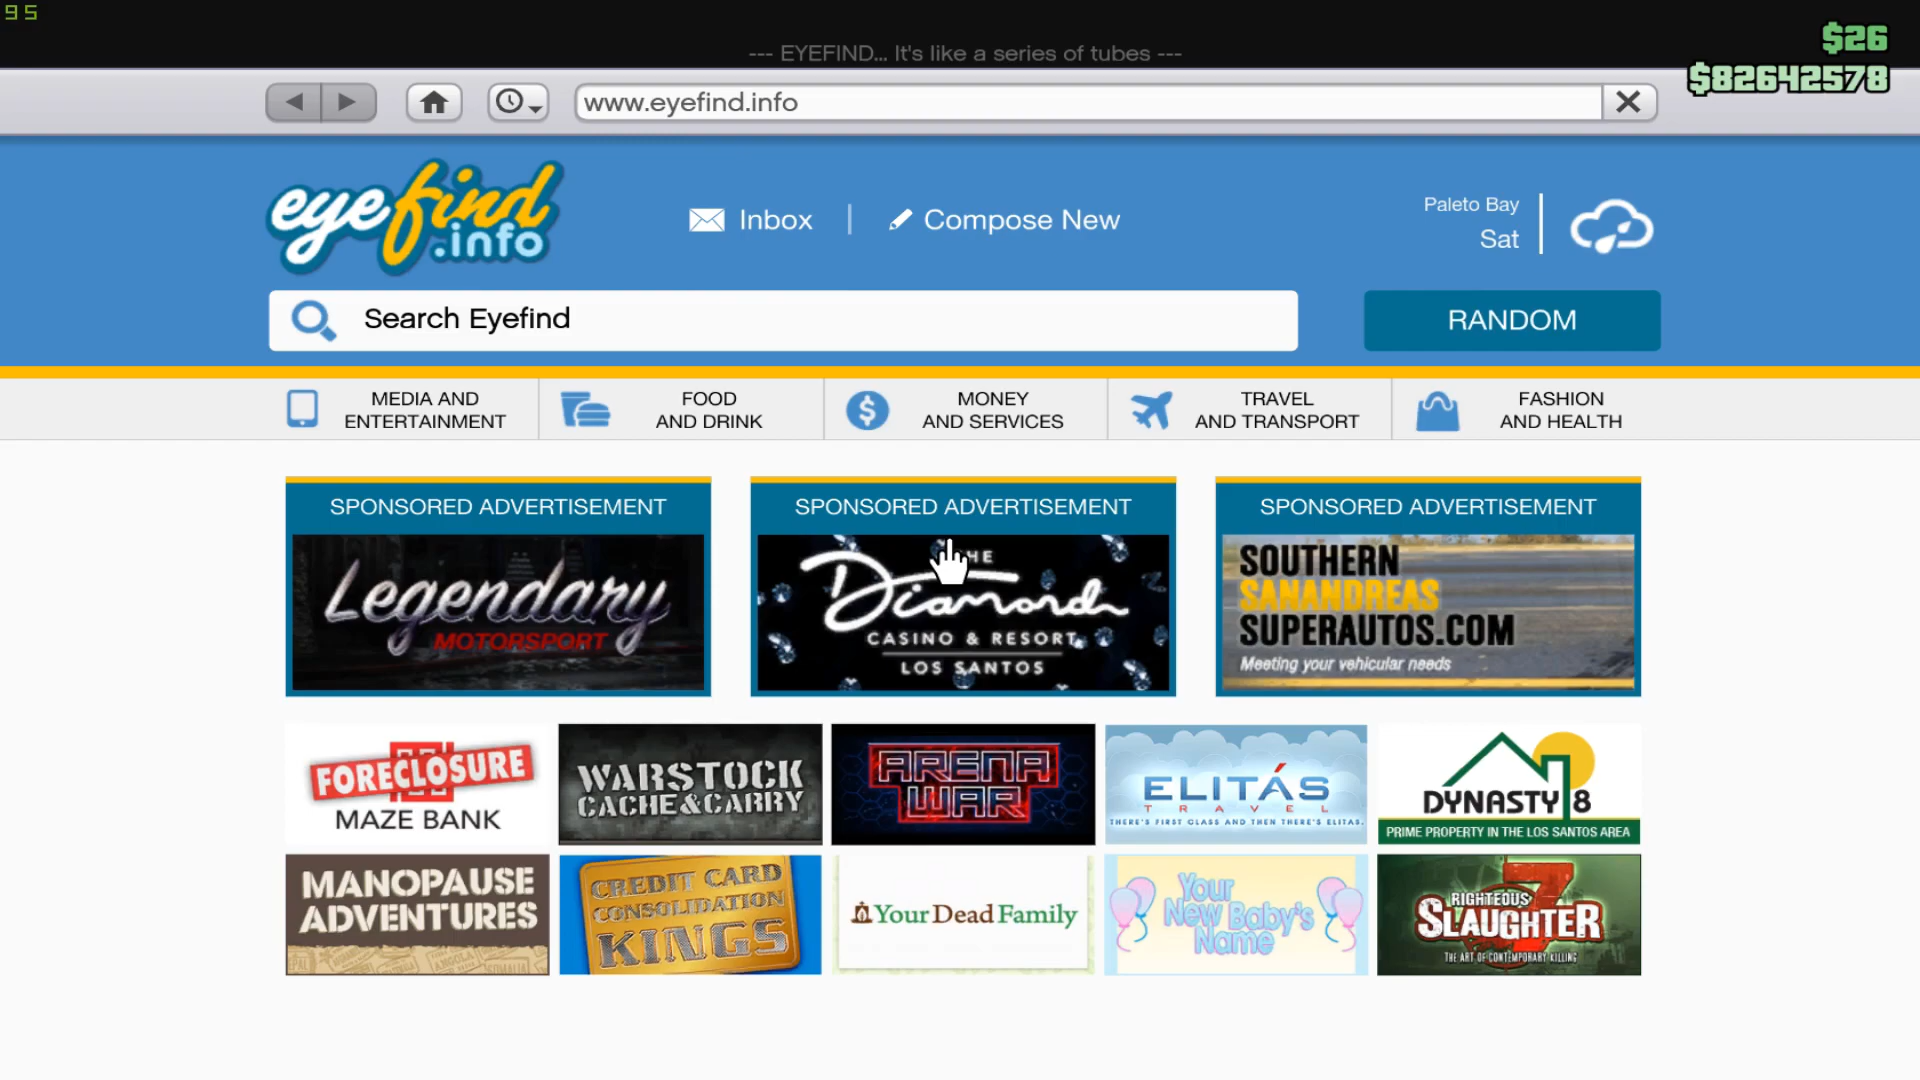 95
--- EYEFIND... It's like a series of tubes ---
$26
$82642578
www.eyefind.info
eyefind
.info
Inbox
Compose New
Paleto Bay
Sat
Search Eyefind
RANDOM
MEDIA AND
ENTERTAINMENT
FOOD
AND DRINK
MONEY
AND SERVICES
TRAVEL
AND TRANSPORT
FASHION
AND HEALTH
SPONSORED ADVERTISEMENT
Legendary
MOTORSPORT
SPONSORED ADVERTISEMENT
THE
Diamond
CASINO & RESORT
LOS SANTOS
SPONSORED ADVERTISEMENT
SOUTHERN
SANANDREAS
SUPERAUTOS.COM
Meeting your vehicular needs
FORECLOSURE
MAZE BANK
WARSTOCK
CACHE&CARRY
ARENA
WAR
ELITÁS
TRAVEL
THERE'S FIRST CLASS AND THEN THERE'S ELITAS.
DYNASTY 8
PRIME PROPERTY IN THE LOS SANTOS AREA
MANOPAUSE
ADVENTURES
CREDIT CARD
CONSOLIDATION
KINGS
YourDeadFamily
Your
New Baby's
Name
7
RIGHTEOUS
SLAUGHTER
THE ART OF CONTEMPORARY KILLING